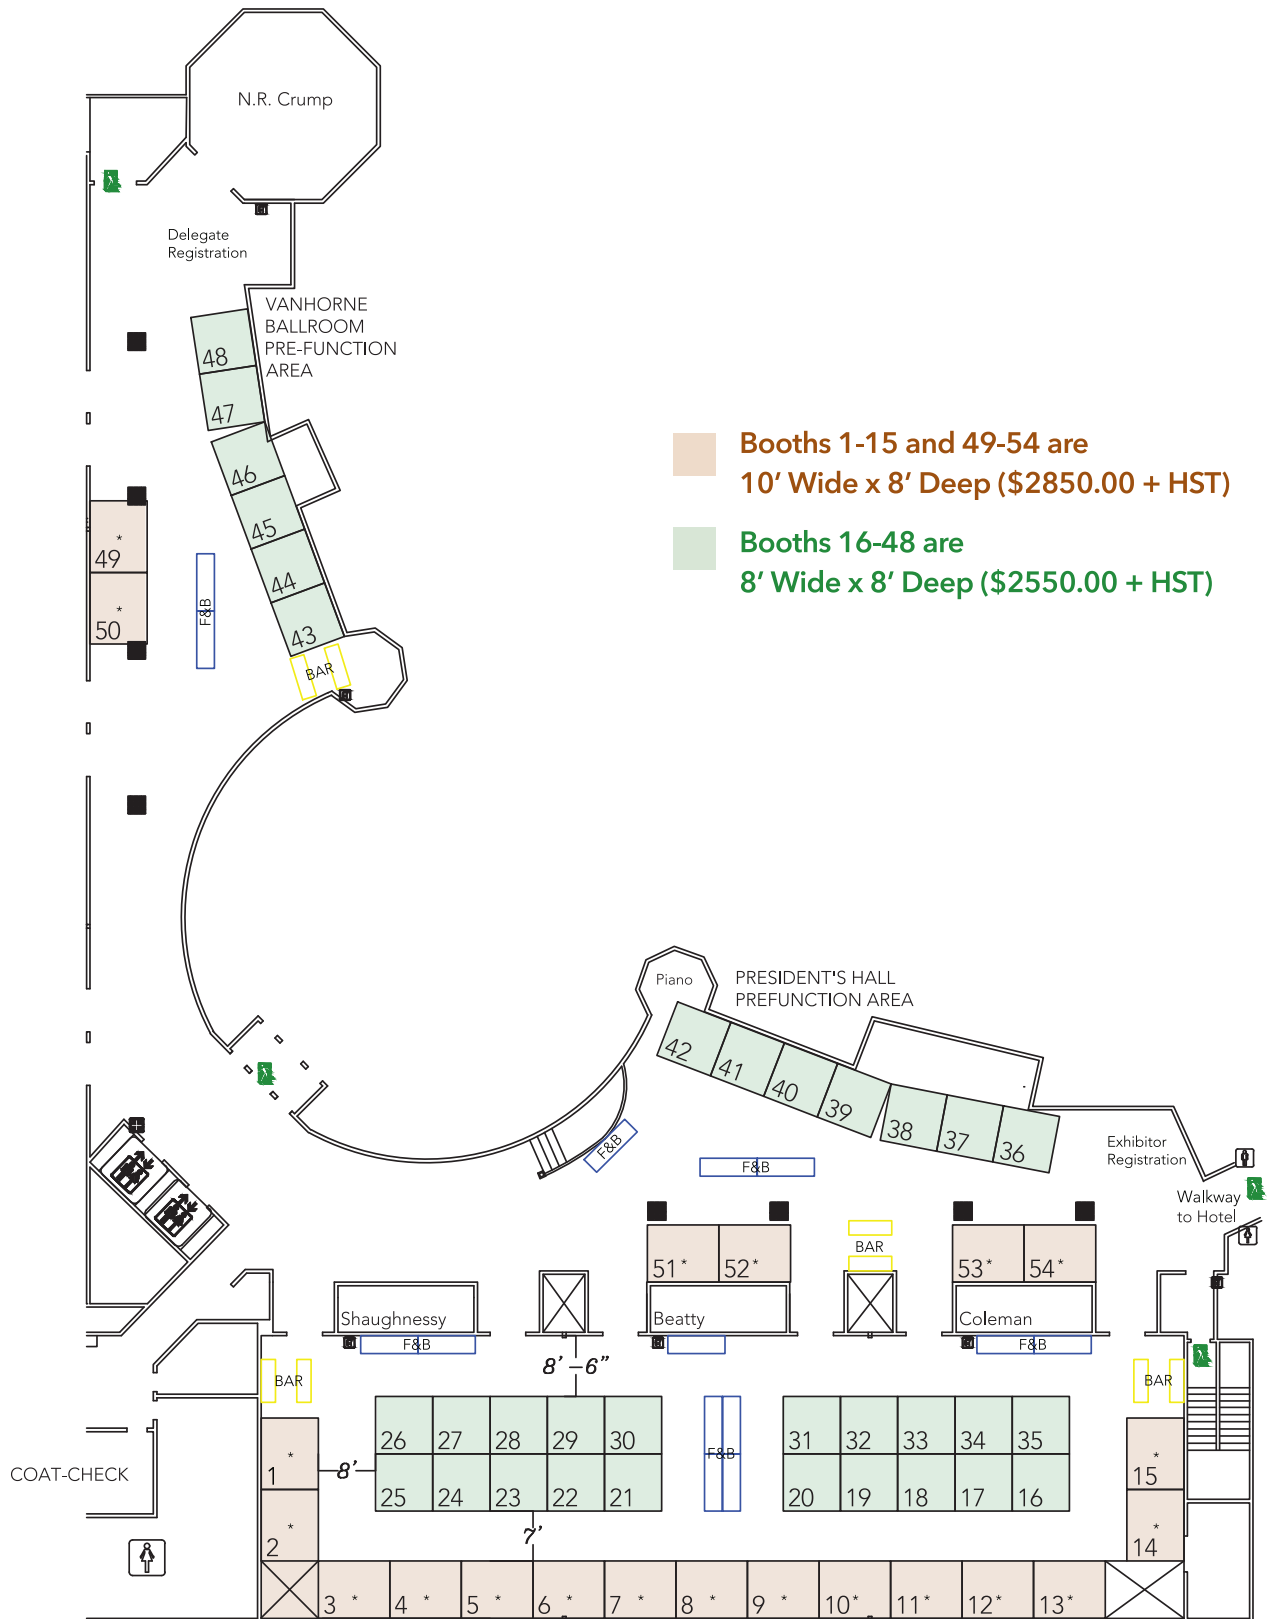 N.R. Crump
Delegate
Registration
VANHORNE
BALLROOM
PRE-FUNCTION
AREA
48
47
46
45
44
43
BAR
49 *
50 *
F&B
Booths 1-15 and 49-54 are
10’ Wide x 8’ Deep ($2850.00 + HST)
Booths 16-48 are
8’ Wide x 8’ Deep ($2550.00 + HST)
Piano
PRESIDENT'S HALL
PREFUNCTION AREA
42
41
40
39
38
37
36
F&B
F&B
Exhibitor
Registration
Walkway
to Hotel
51 *
52 *
BAR
53 *
54 *
Shaughnessy
Beatty
Coleman
F&B
F&B
8’ –6”
BAR
BAR
26 27 28 29 30
31 32 33 34 35
F&B
1 *
8’
15 *
COAT-CHECK
25 24 23 22 21
20 19 18 17 16
7’
2 *
14 *
3 * 4 * 5 * 6 * 7 * 8 * 9 * 10* 11* 12* 13*